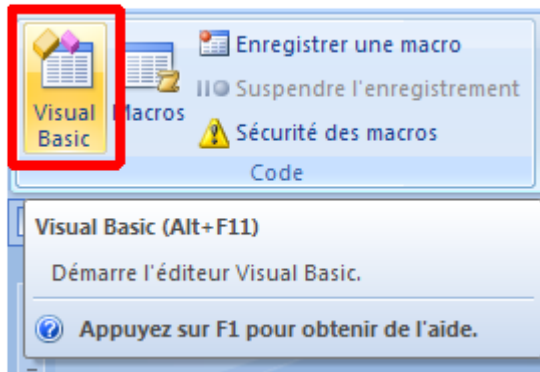 Visual Basic
Macros
Enregistrer une macro
Suspendre l'enregistrement
Sécurité des macros
Code
Visual Basic (Alt+F11)
Démarre l'éditeur Visual Basic.
Appuyez sur F1 pour obtenir de l'aide.